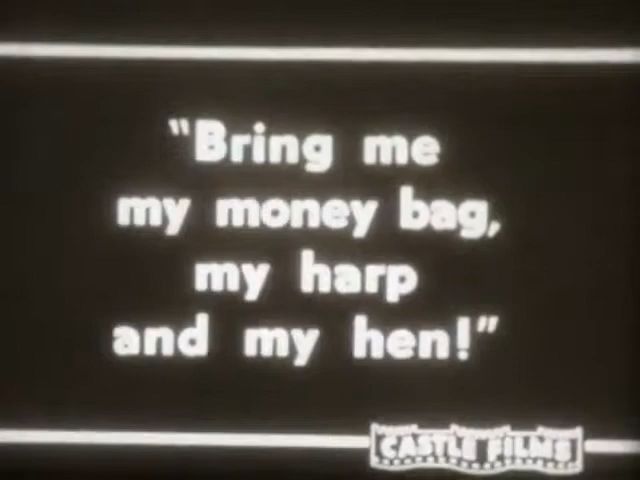 "Bring me
my money bag,
my harp
and my hen!"
CASTLE FILMS